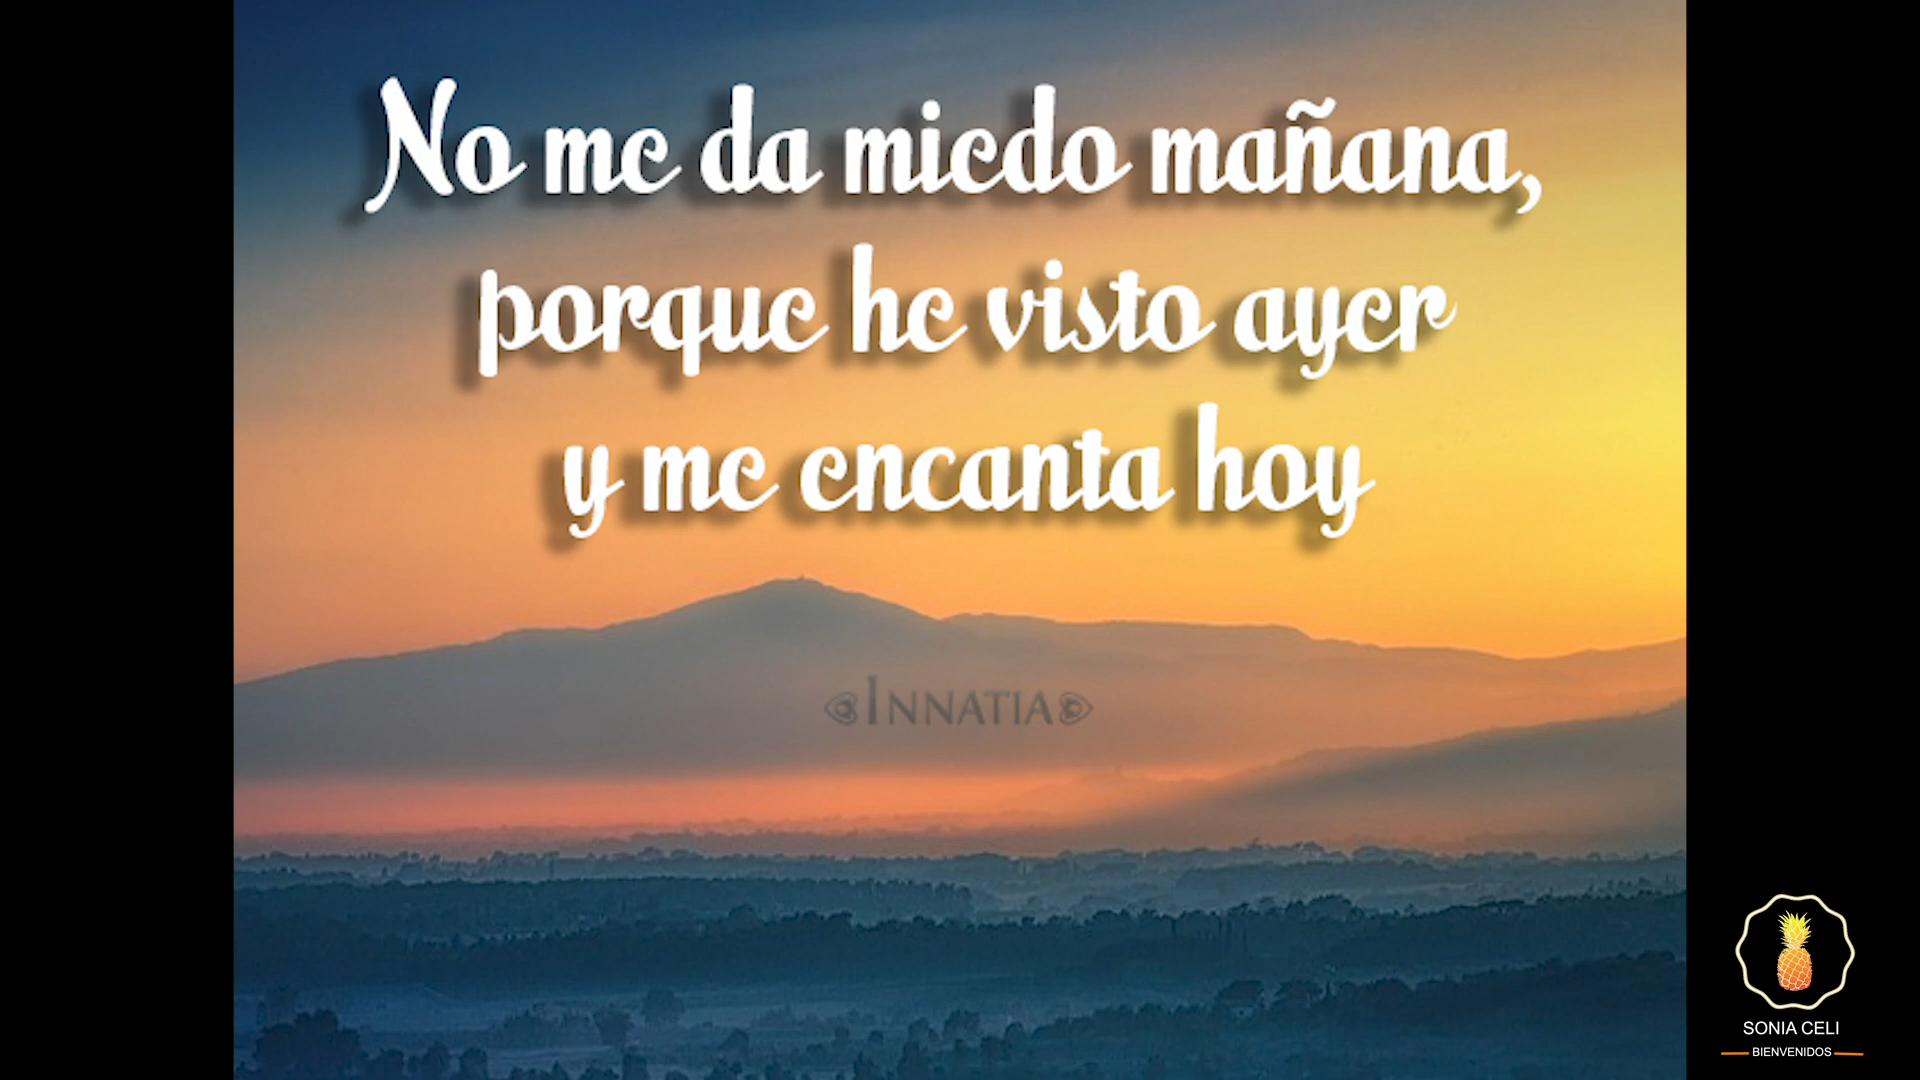 No me da miedo mañana,
porque he visto ayer
y me encanta hoy
INNATIA
SONIA CELI
BIENVENIDOS